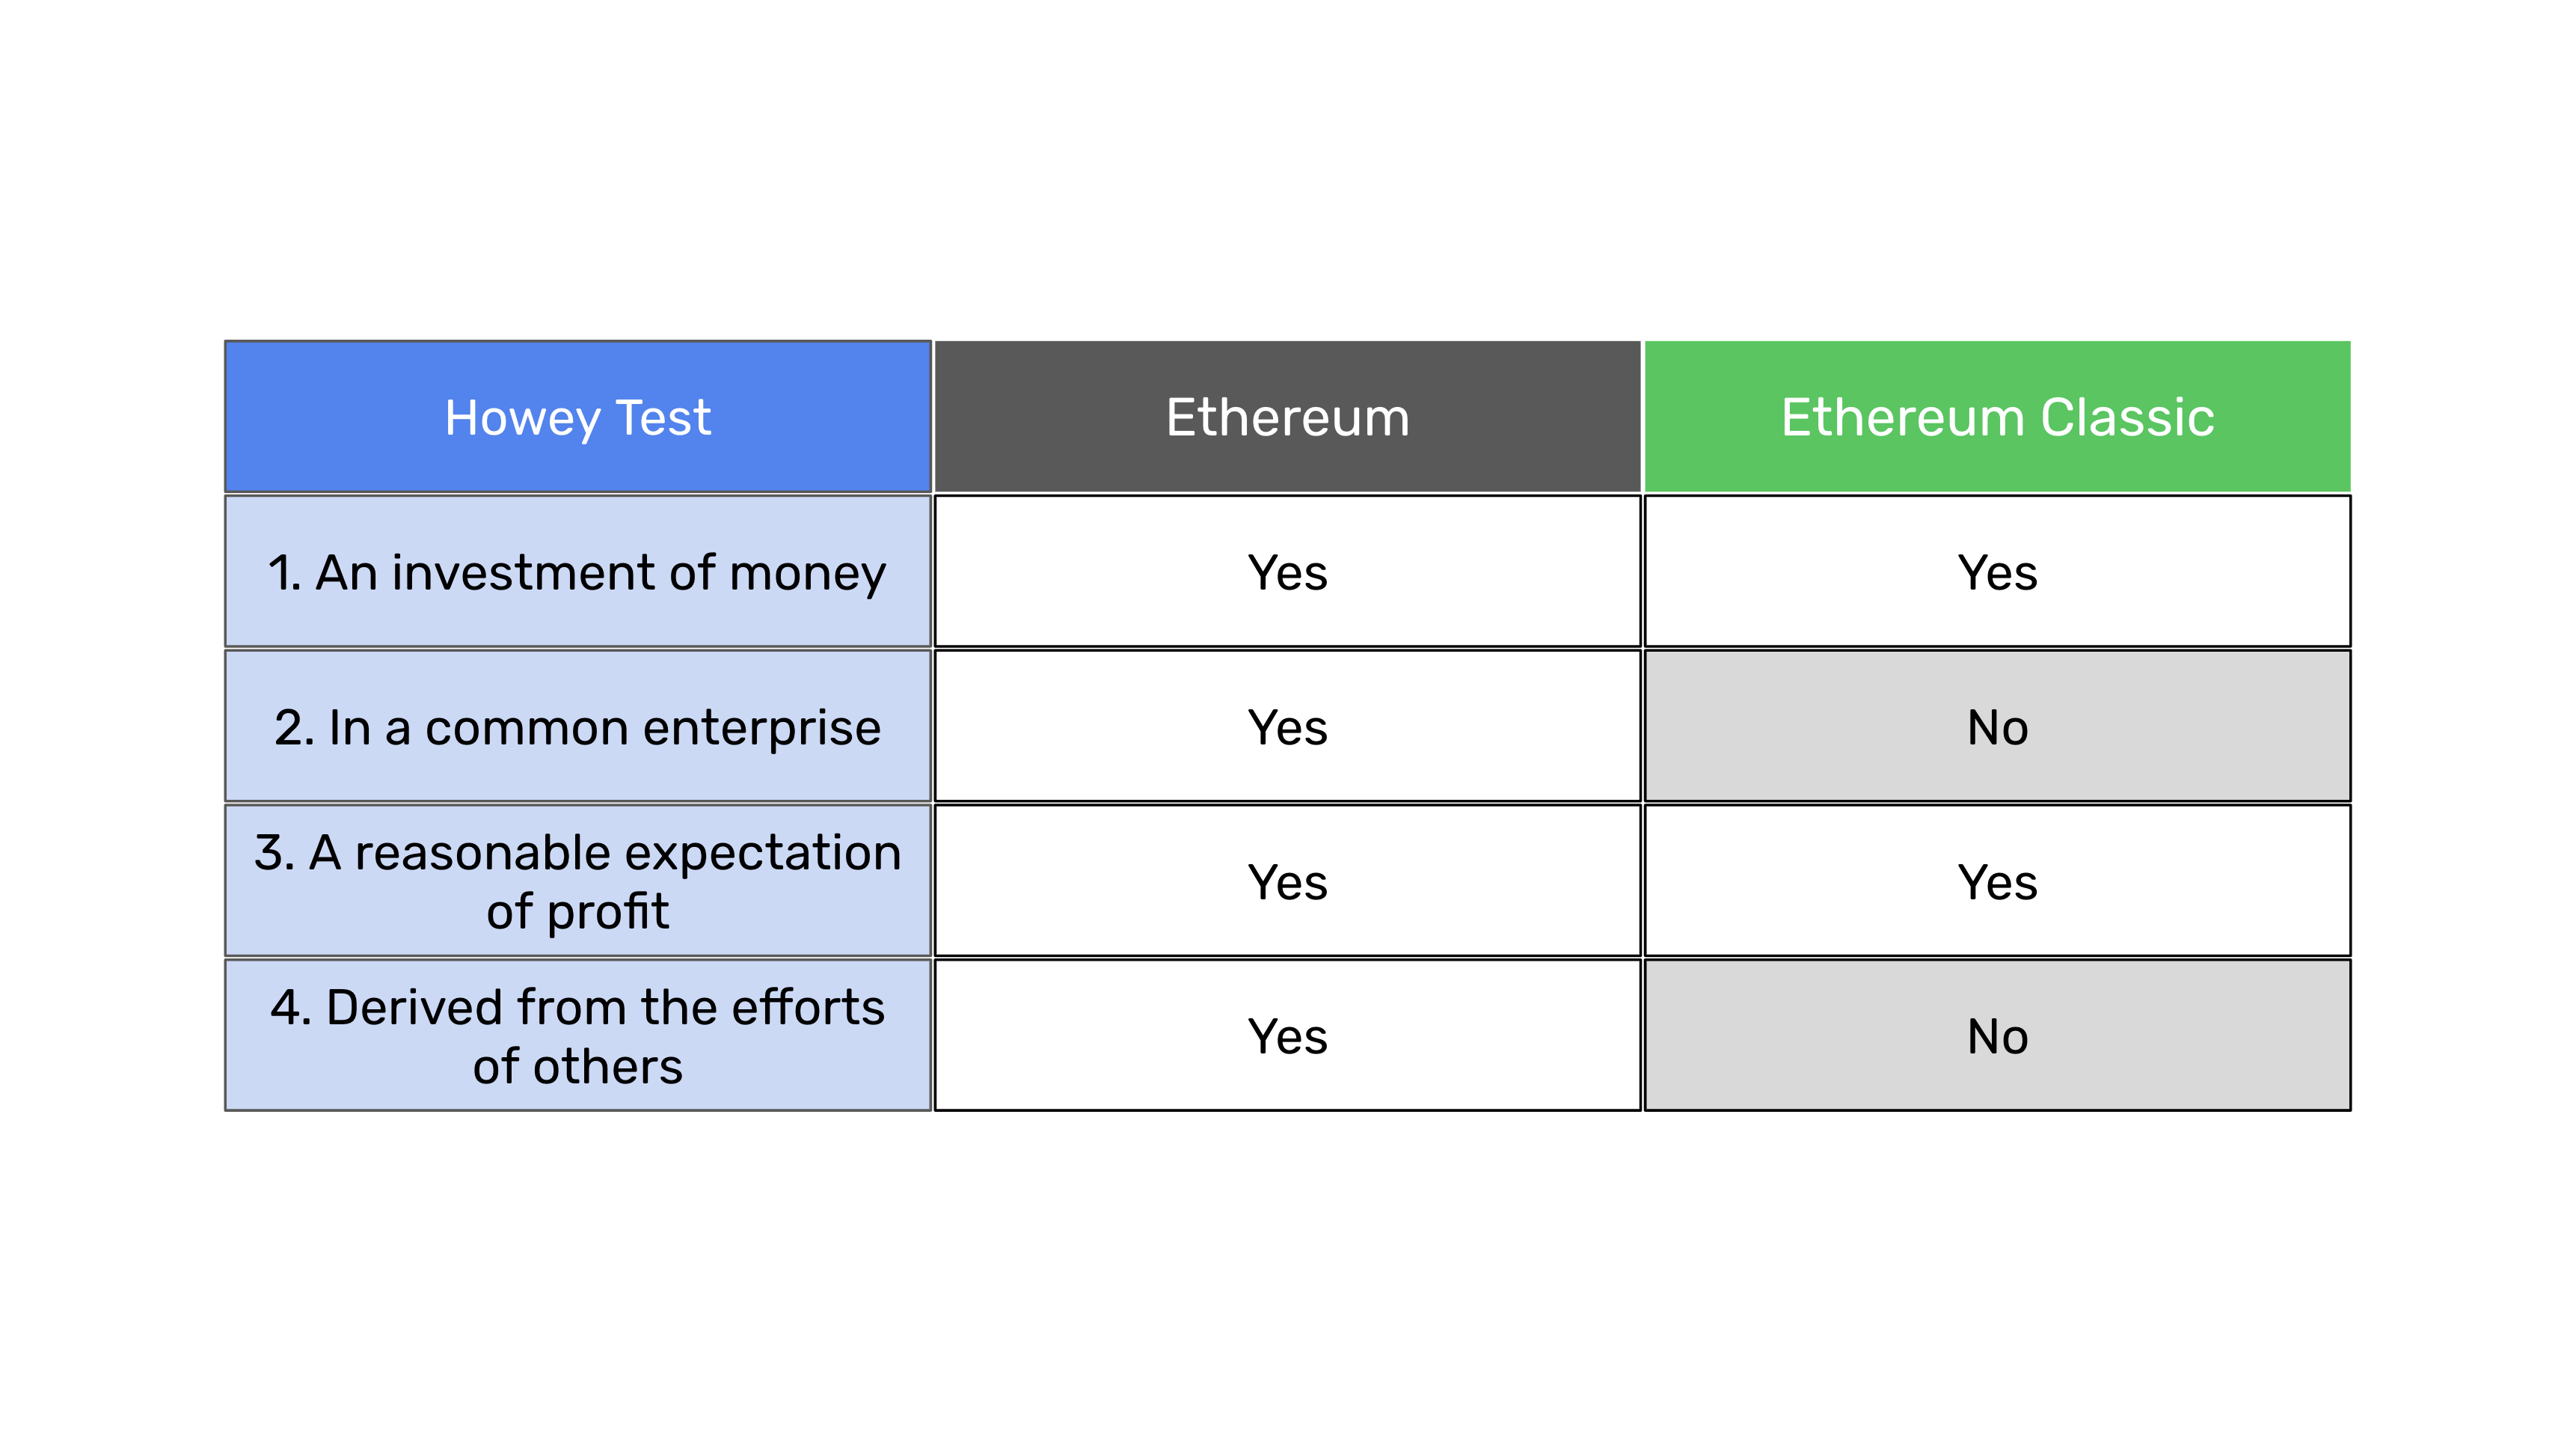 Howey Test
Ethereum
Ethereum Classic
1. An investment of money
Yes
Yes
2. In a common enterprise
Yes
No
3. A reasonable expectation
of profit
Yes
Yes
4. Derived from the efforts
of others
Yes
No